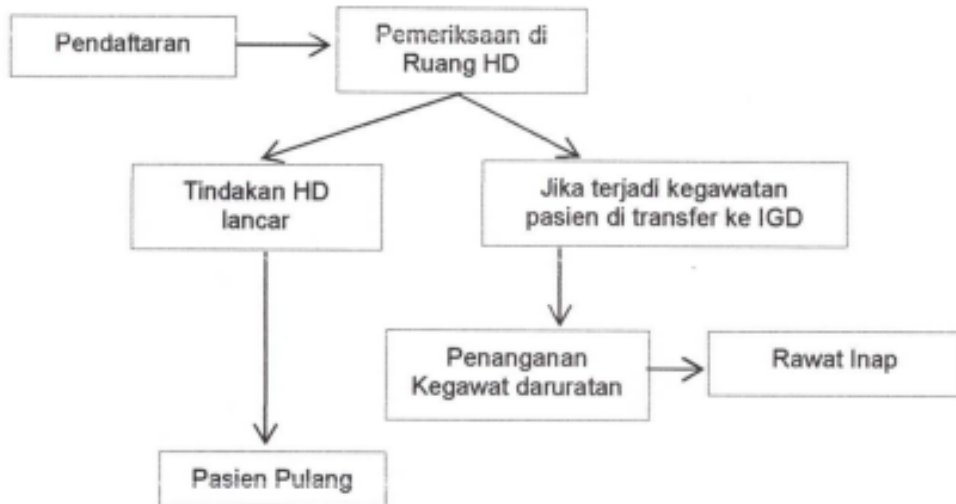 Pendaftaran
Pemeriksaan di
Ruang HD
Tindakan HD
lancar
Jika terjadi kegawatan
pasien di transfer ke IGD
Penanganan
Kegawat daruratan
Rawat Inap
Pasien Pulang